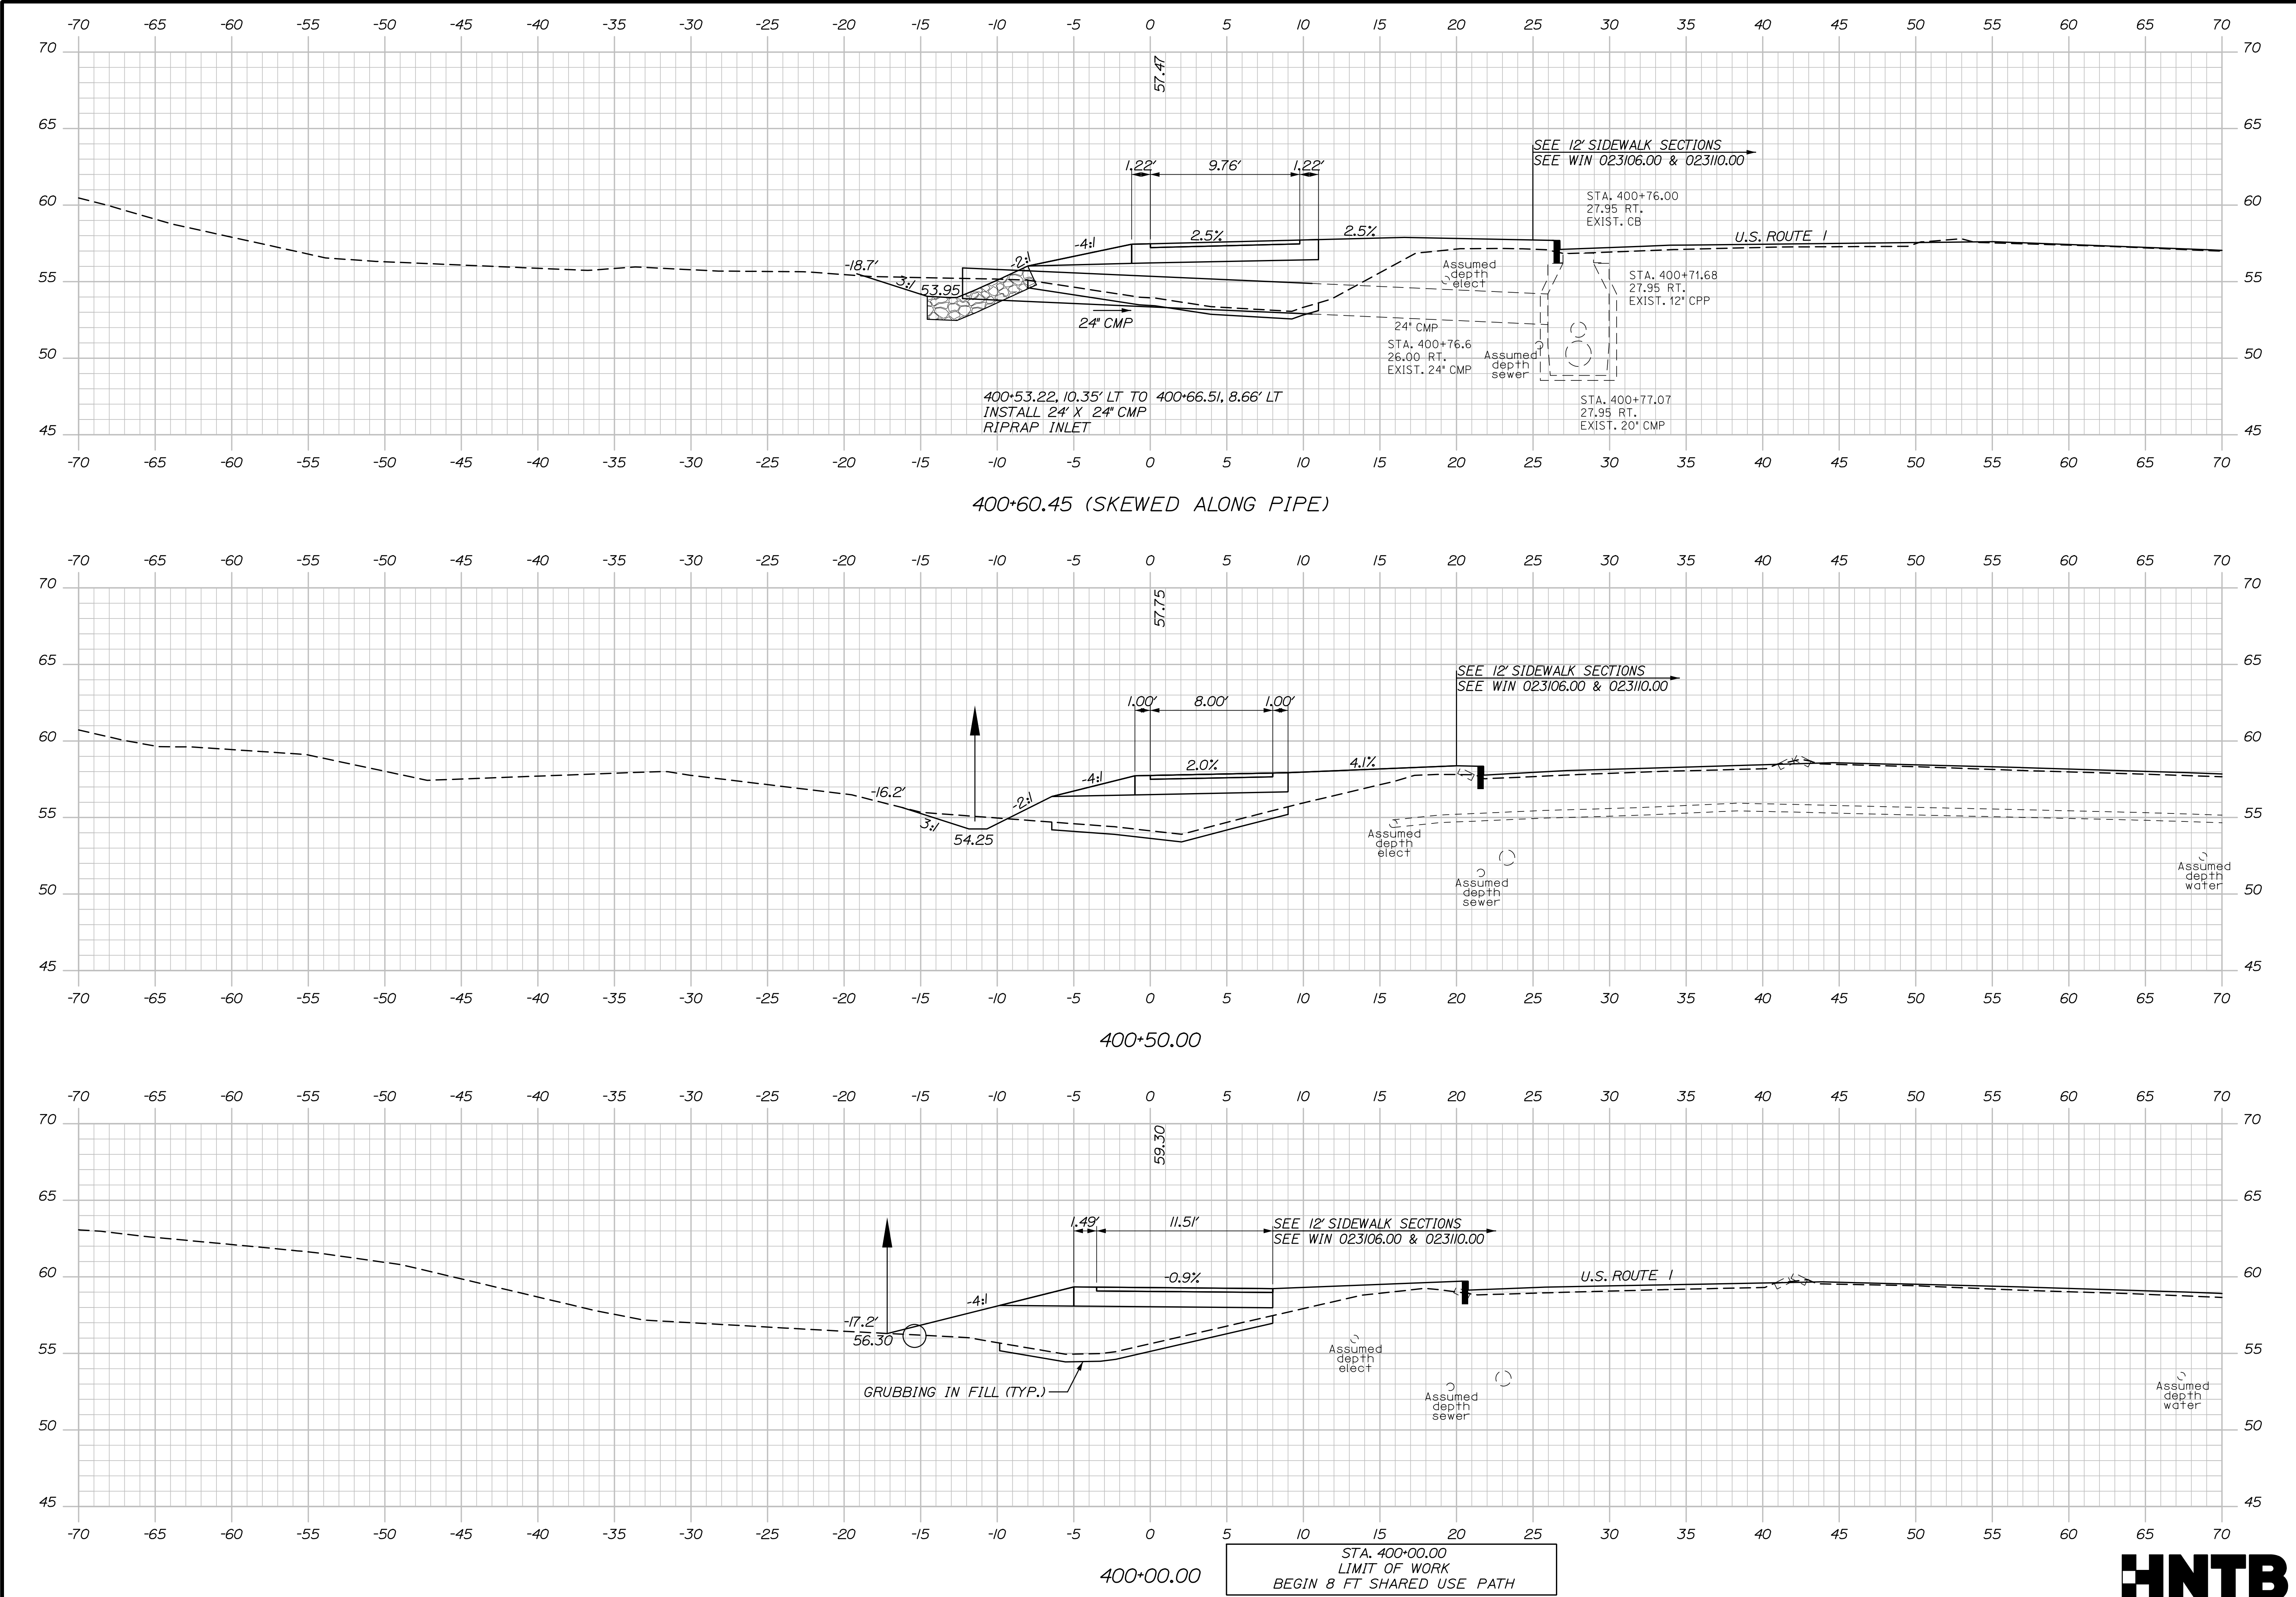 -70 -65 -60 -55 -50 -45 -40 -35 -30 -25 -20 -15 -10 -5 0 5 10 15 20 25 30 35 40 45 50 55 60 65 70
70 70
57.47
65 65
SEE 12' SIDEWALK SECTIONS
SEE WIN 023106.00 & 023110.00
1.22' 9.76' 1.22'
STA. 400+76.00
27.95 RT.
EXIST. CB
60 60
-4:1 2.5% 2.5% U.S. ROUTE 1
-18.7' -2:1
3:1 53.95
55 55
Assumed
depth
elect
STA. 400+71.68
27.95 RT.
EXIST. 12" CPP
24" CMP
24" CMP
STA. 400+76.6
26.00 RT.
EXIST. 24" CMP
Assumed
depth
sewer
50 50
400+53.22, 10.35' LT TO 400+66.51, 8.66' LT
INSTALL 24' X 24" CMP
RIPRAP INLET
STA. 400+77.07
27.95 RT.
EXIST. 20" CMP
45 45
-70 -65 -60 -55 -50 -45 -40 -35 -30 -25 -20 -15 -10 -5 0 5 10 15 20 25 30 35 40 45 50 55 60 65 70
400+60.45 (SKEWED ALONG PIPE)
-70 -65 -60 -55 -50 -45 -40 -35 -30 -25 -20 -15 -10 -5 0 5 10 15 20 25 30 35 40 45 50 55 60 65 70
70 70
57.75
65 65
SEE 12' SIDEWALK SECTIONS
SEE WIN 023106.00 & 023110.00
1.00' 8.00' 1.00'
60 60
-4:1 2.0% 4.1%
-16.2' -2:1
3:1
54.25
55 55
Assumed
depth
elect
Assumed
depth
sewer
Assumed
depth
water
50 50
45 45
-70 -65 -60 -55 -50 -45 -40 -35 -30 -25 -20 -15 -10 -5 0 5 10 15 20 25 30 35 40 45 50 55 60 65 70
400+50.00
-70 -65 -60 -55 -50 -45 -40 -35 -30 -25 -20 -15 -10 -5 0 5 10 15 20 25 30 35 40 45 50 55 60 65 70
70 70
59.30
65 65
1.49' 11.51'
SEE 12' SIDEWALK SECTIONS
SEE WIN 023106.00 & 023110.00
60 60
-4:1 -0.9% U.S. ROUTE 1
-17.2'
56.30
55 55
Assumed
depth
elect
GRUBBING IN FILL (TYP.)
Assumed
depth
sewer
Assumed
depth
water
50 50
45 45
-70 -65 -60 -55 -50 -45 -40 -35 -30 -25 -20 -15 -10 -5 0 5 10 15 20 25 30 35 40 45 50 55 60 65 70
400+00.00
STA. 400+00.00
LIMIT OF WORK
BEGIN 8 FT SHARED USE PATH
HNTB